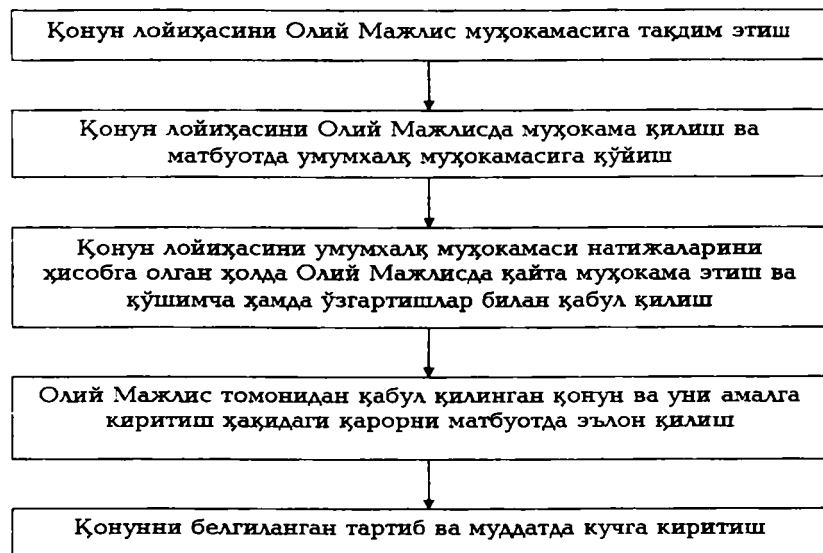 Қонун лойиҳасини Олий Мажлис муҳокамасига тақдим этиш
Қонун лойиҳасини Олий Мажлисда муҳокама қилиш ва
матбуотда умумхалқ муҳокамасига қўйиш
Қонун лойиҳасини умумхалқ муҳокамаси натижаларини
ҳисобга олган ҳолда Олий Мажлисда қайта муҳокама этиш ва
қўшимча ҳамда ўзгартишлар билан қабул қилиш
Олий Мажлис томонидан қабул қилинган қонун ва уни амалга
киритиш ҳақидаги қарорни матбуотда эълон қилиш
Қонунни белгиланган тартиб ва муддатда кучга киритиш